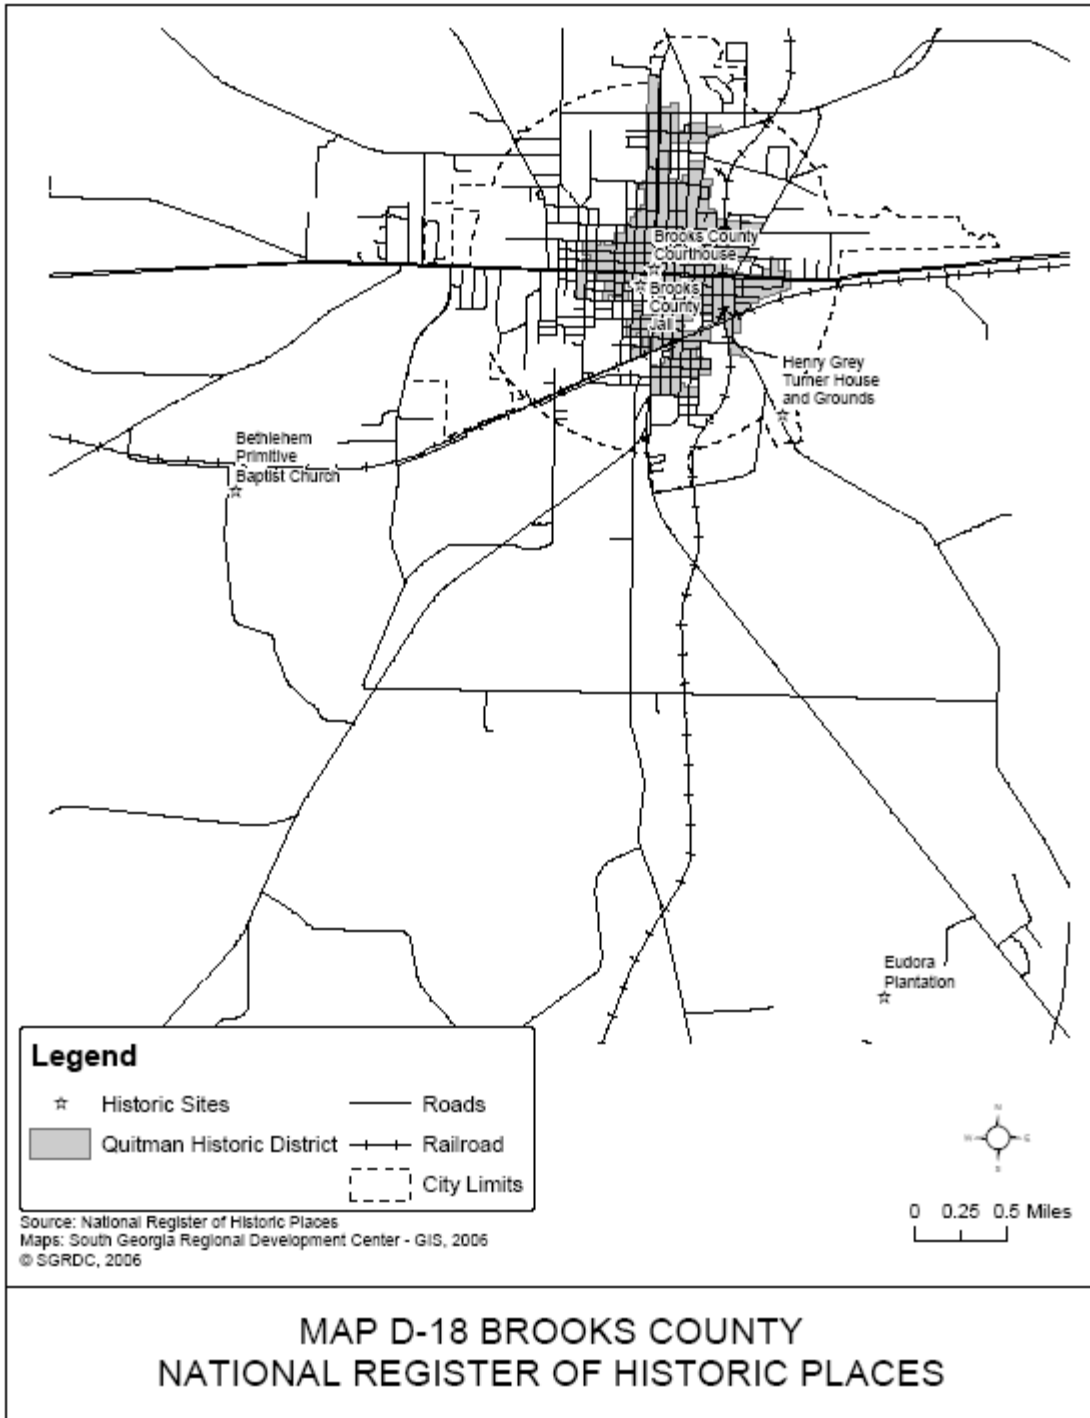 Brooks County
Courthouse
Brooks
County
Jail
Henry Grey
Turner House
and Grounds
Bethlehem
Primitive
Baptist Church
Eudora
Plantation
Legend
Historic Sites
Roads
Quitman Historic District
Railroad
City Limits
N
W
E
S
Source: National Register of Historic Places
Maps: South Georgia Regional Development Center - GIS, 2006
© SGRDC, 2006
0 0.25 0.5 Miles
MAP D-18 BROOKS COUNTY
NATIONAL REGISTER OF HISTORIC PLACES